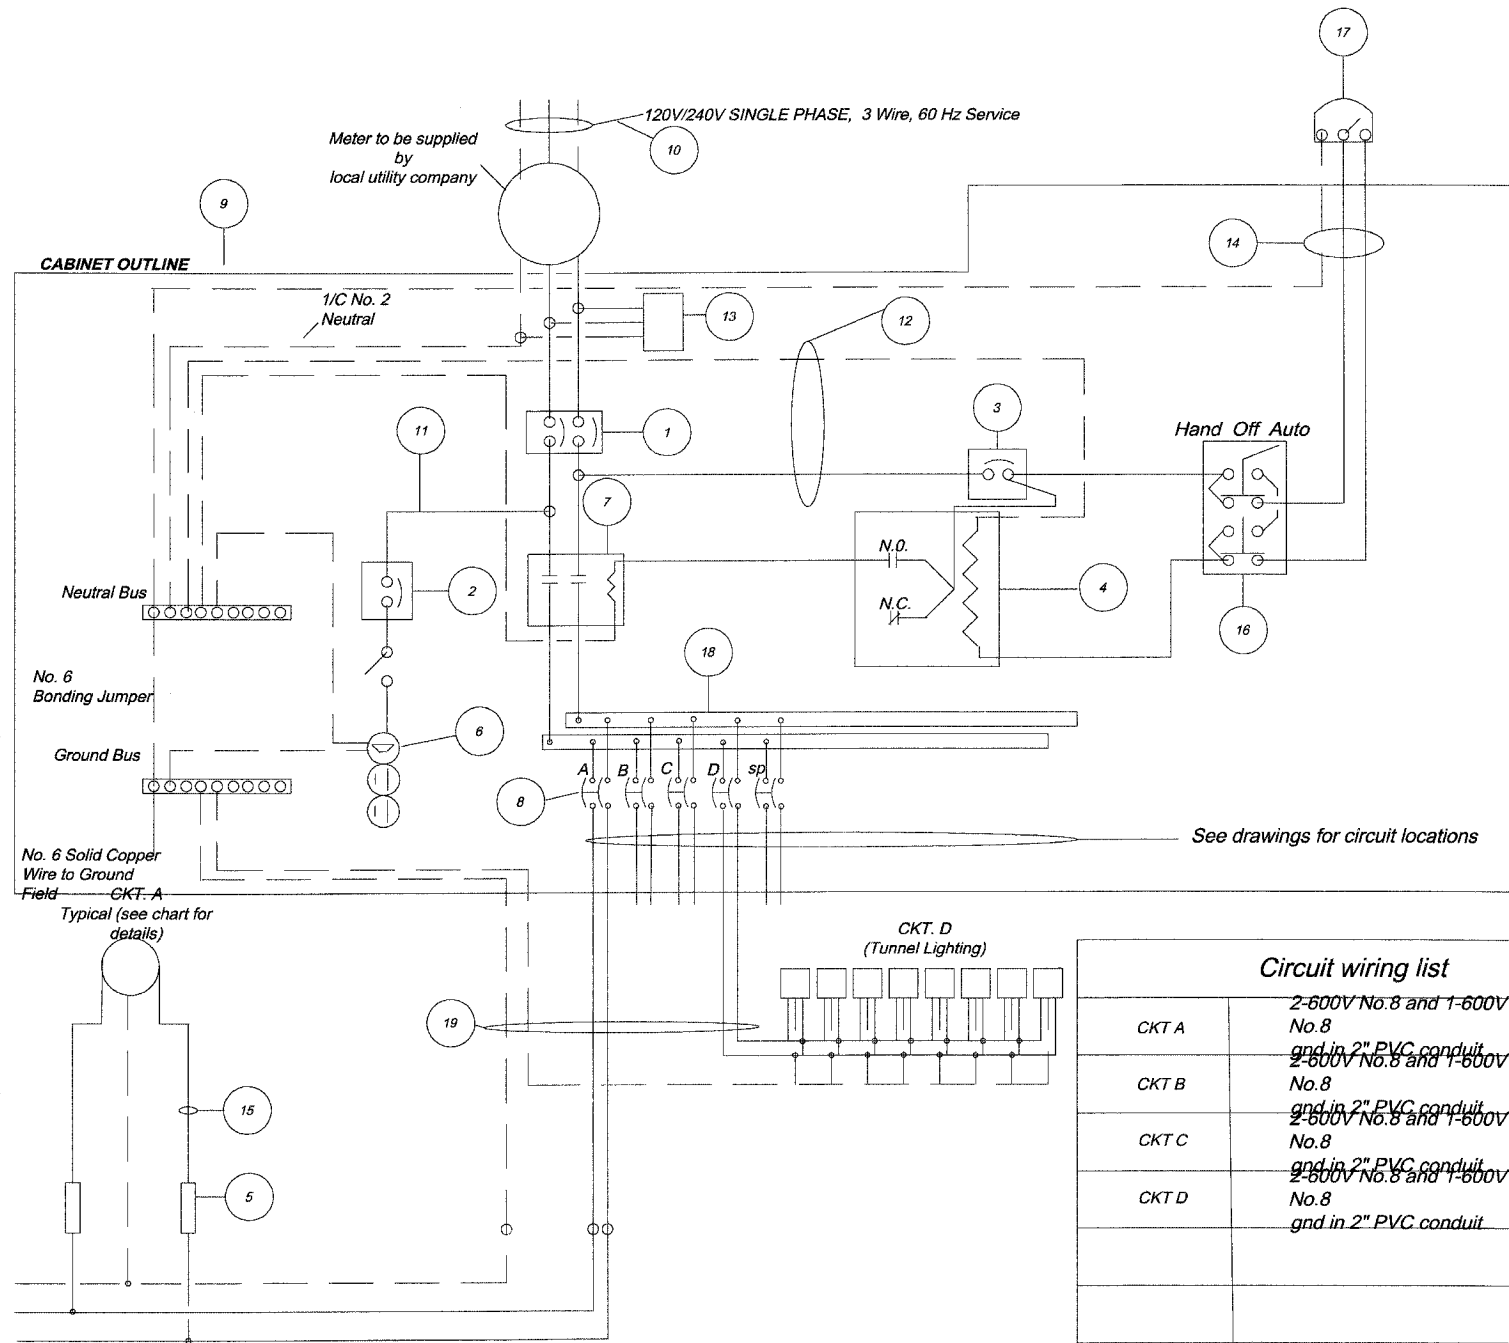 17
120V/240V SINGLE PHASE, 3 Wire, 60 Hz Service
Meter to be supplied
by
local utility company
10
9
14
CABINET OUTLINE
1/C No. 2
Neutral
13
12
3
11
1
Hand Off Auto
7
N.O.
Neutral Bus
2
4
N.C.
16
18
No. 6
Bonding Jumper
6
Ground Bus
A B C D sp
8
See drawings for circuit locations
No. 6 Solid Copper
Wire to Ground
Field
CKT. A
Typical (see chart for
details)
CKT. D
(Tunnel Lighting)
19
15
5
Circuit wiring list
CKT A
2-600V No.8 and 1-600V
No.8
gnd in 2" PVC conduit
CKT B
2-600V No.8 and 1-600V
No.8
gnd in 2" PVC conduit
CKT C
2-600V No.8 and 1-600V
No.8
gnd in 2" PVC conduit
CKT D
2-600V No.8 and 1-600V
No.8
gnd in 2" PVC conduit